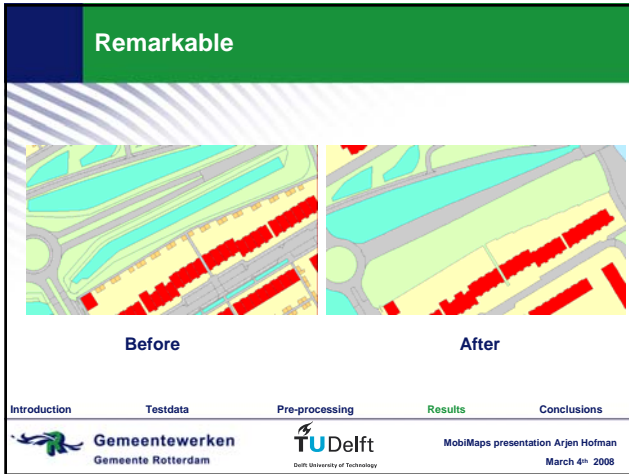 Remarkable
Before After
Introduction Testdata Pre-processing Results Conclusions
Gemeentewerken
Gemeente Rotterdam
TUDelft
Delft University of Technology
MobiMaps presentation Arjen Hofman
March 4th 2008